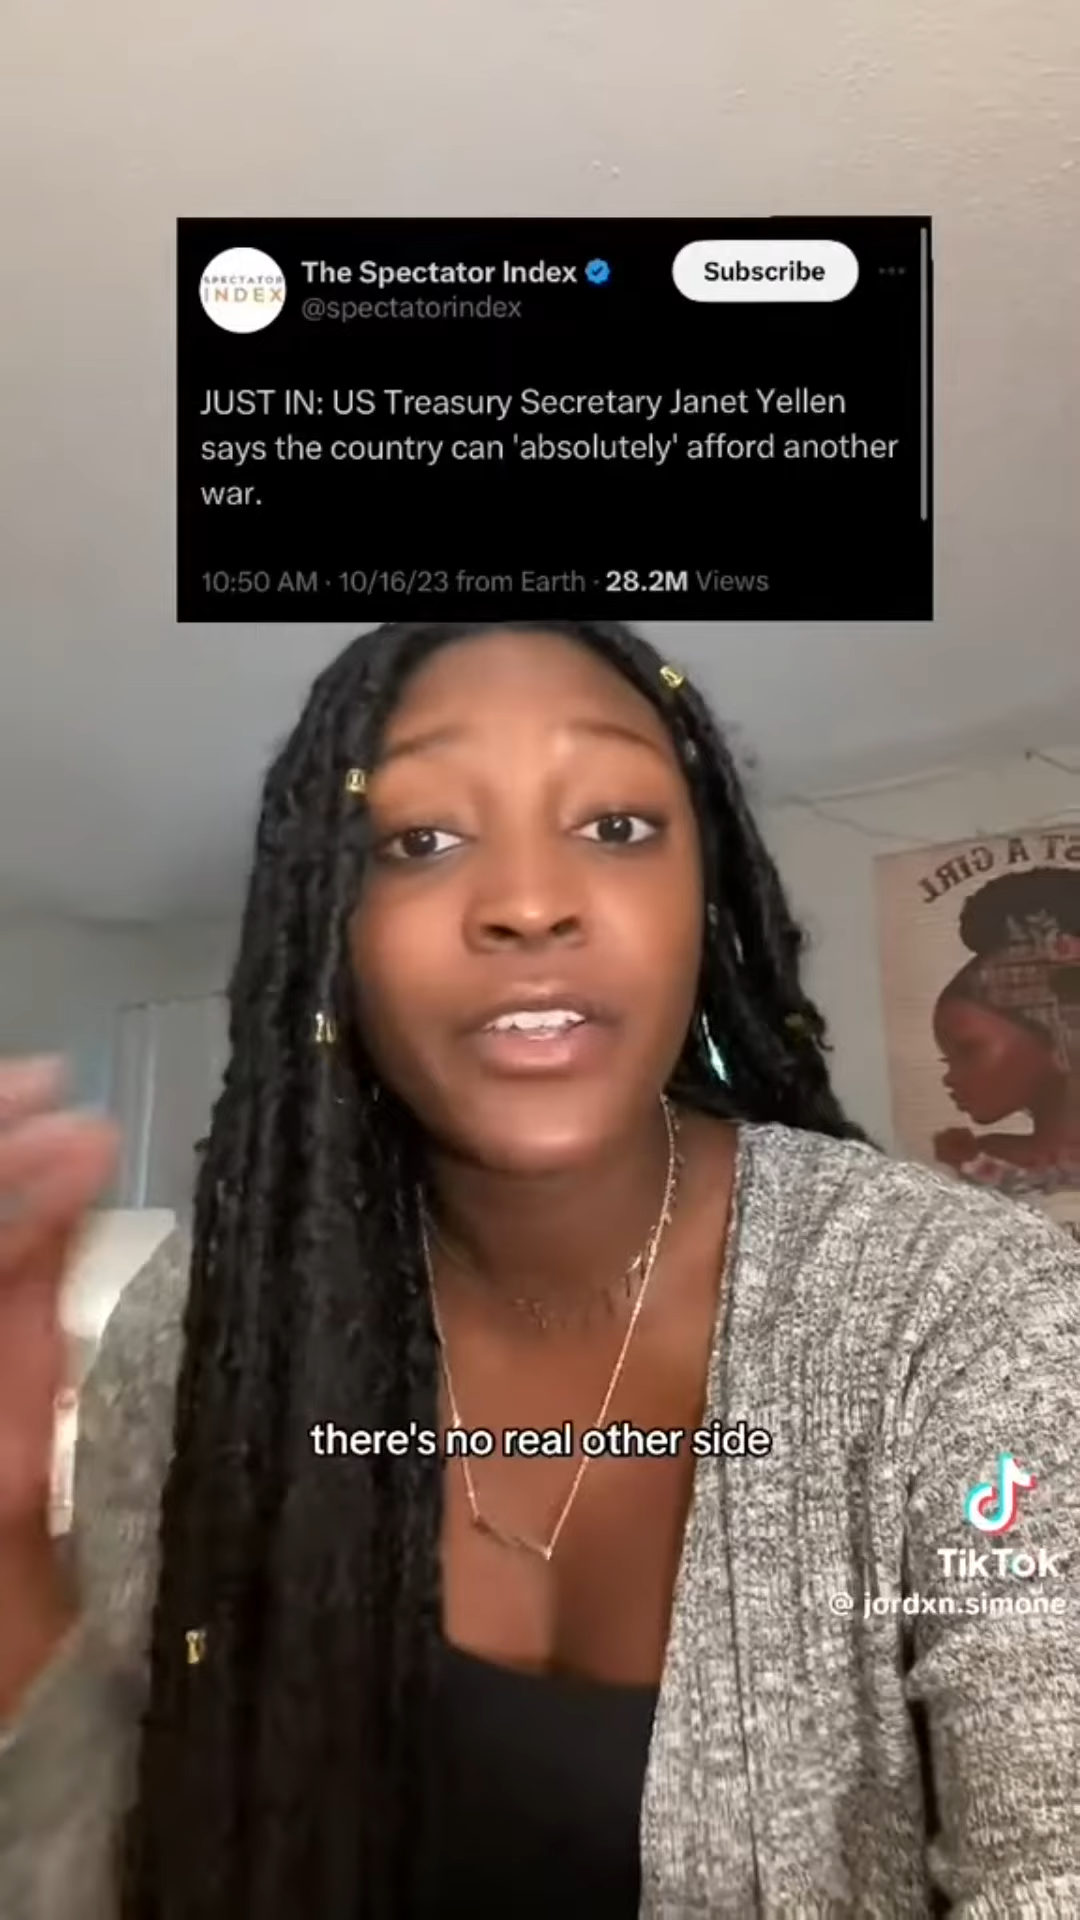 SPECTATOR
INDEX
The Spectator Index
@spectatorindex
Subscribe
JUST IN: US Treasury Secretary Janet Yellen
says the country can 'absolutely' afford another
war.
10:50 AM · 10/16/23 from Earth · 28.2M Views
ST A GIRL
there's no real other side
TikTok
@ jordxn.simone